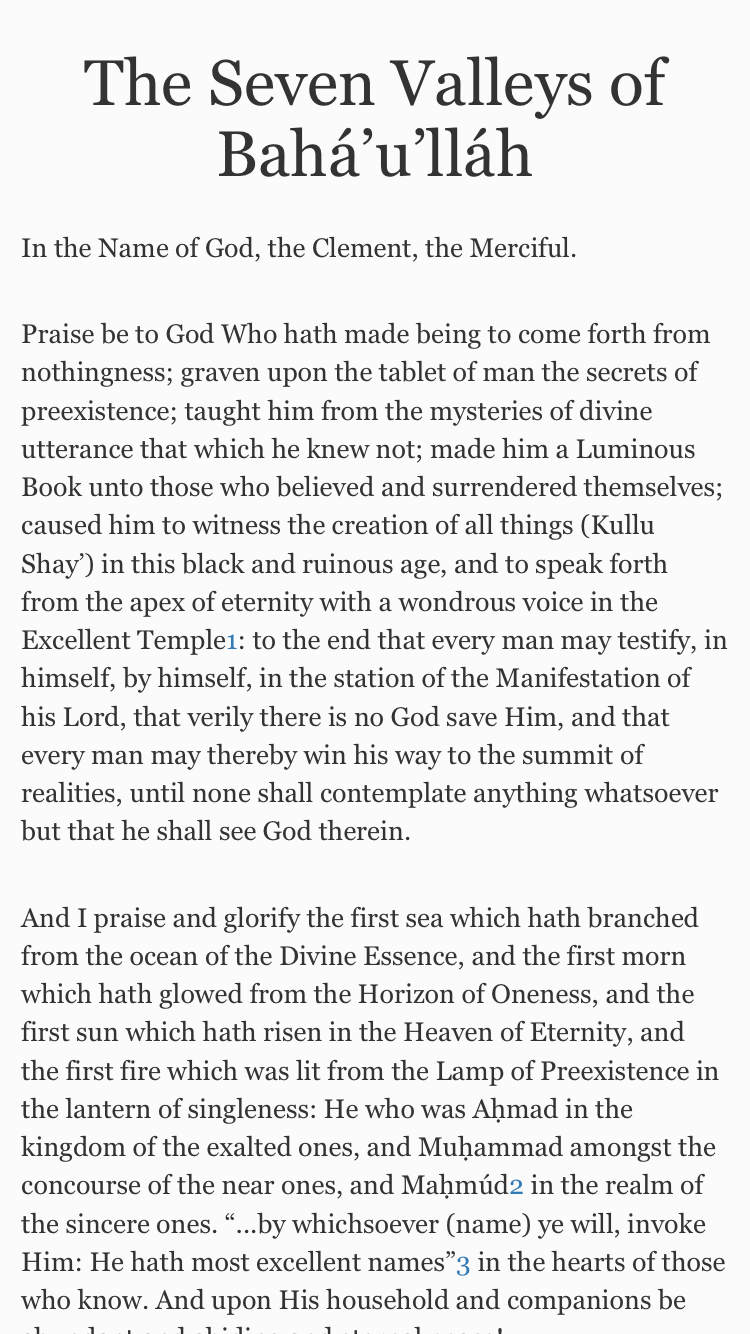 The Seven Valleys of
Bahá’u’lláh
In the Name of God, the Clement, the Merciful.
Praise be to God Who hath made being to come forth from
nothingness; graven upon the tablet of man the secrets of
preexistence; taught him from the mysteries of divine
utterance that which he knew not; made him a Luminous
Book unto those who believed and surrendered themselves;
caused him to witness the creation of all things (Kullu
Shay’) in this black and ruinous age, and to speak forth
from the apex of eternity with a wondrous voice in the
Excellent Temple1: to the end that every man may testify, in
himself, by himself, in the station of the Manifestation of
his Lord, that verily there is no God save Him, and that
every man may thereby win his way to the summit of
realities, until none shall contemplate anything whatsoever
but that he shall see God therein.
And I praise and glorify the first sea which hath branched
from the ocean of the Divine Essence, and the first morn
which hath glowed from the Horizon of Oneness, and the
first sun which hath risen in the Heaven of Eternity, and
the first fire which was lit from the Lamp of Preexistence in
the lantern of singleness: He who was Aḥmad in the
kingdom of the exalted ones, and Muḥammad amongst the
concourse of the near ones, and Maḥmúd2 in the realm of
the sincere ones. “...by whichsoever (name) ye will, invoke
Him: He hath most excellent names”3 in the hearts of those
who know. And upon His household and companions be